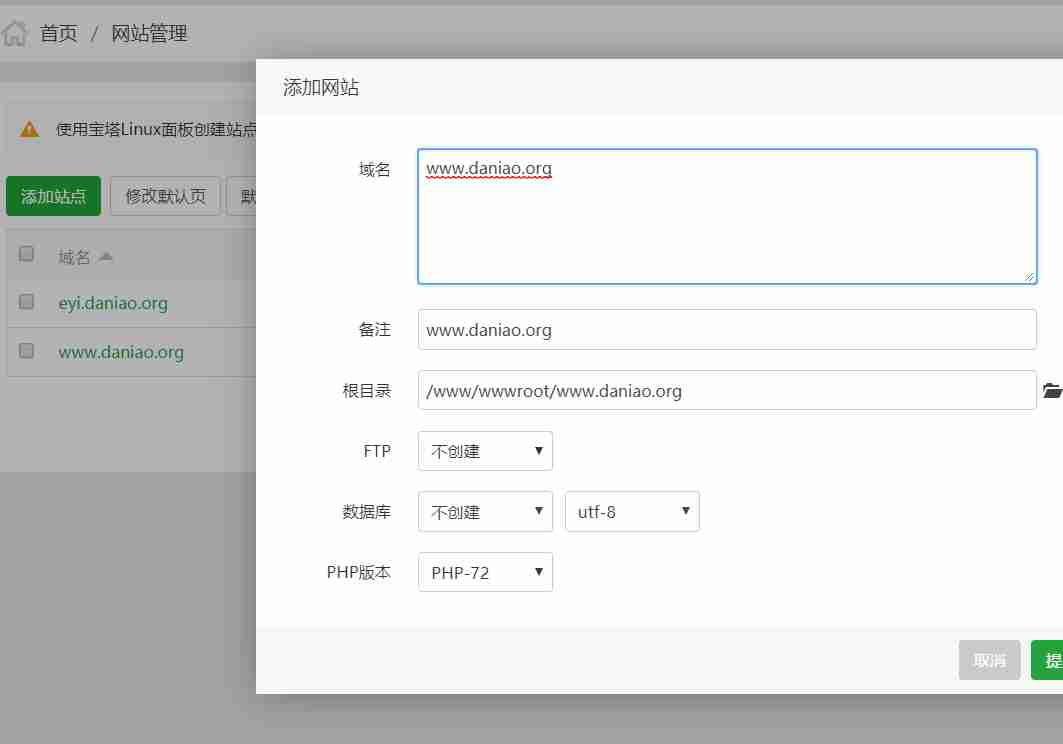 首页 / 网站管理
添加网站
使用宝塔Linux面板创建站点
域名
www.daniao.org
添加站点
修改默认页
默
域名
eyi.daniao.org
www.daniao.org
备注
www.daniao.org
根目录
/www/wwwroot/www.daniao.org
FTP
不创建
数据库
不创建
utf-8
PHP版本
PHP-72
取消
提